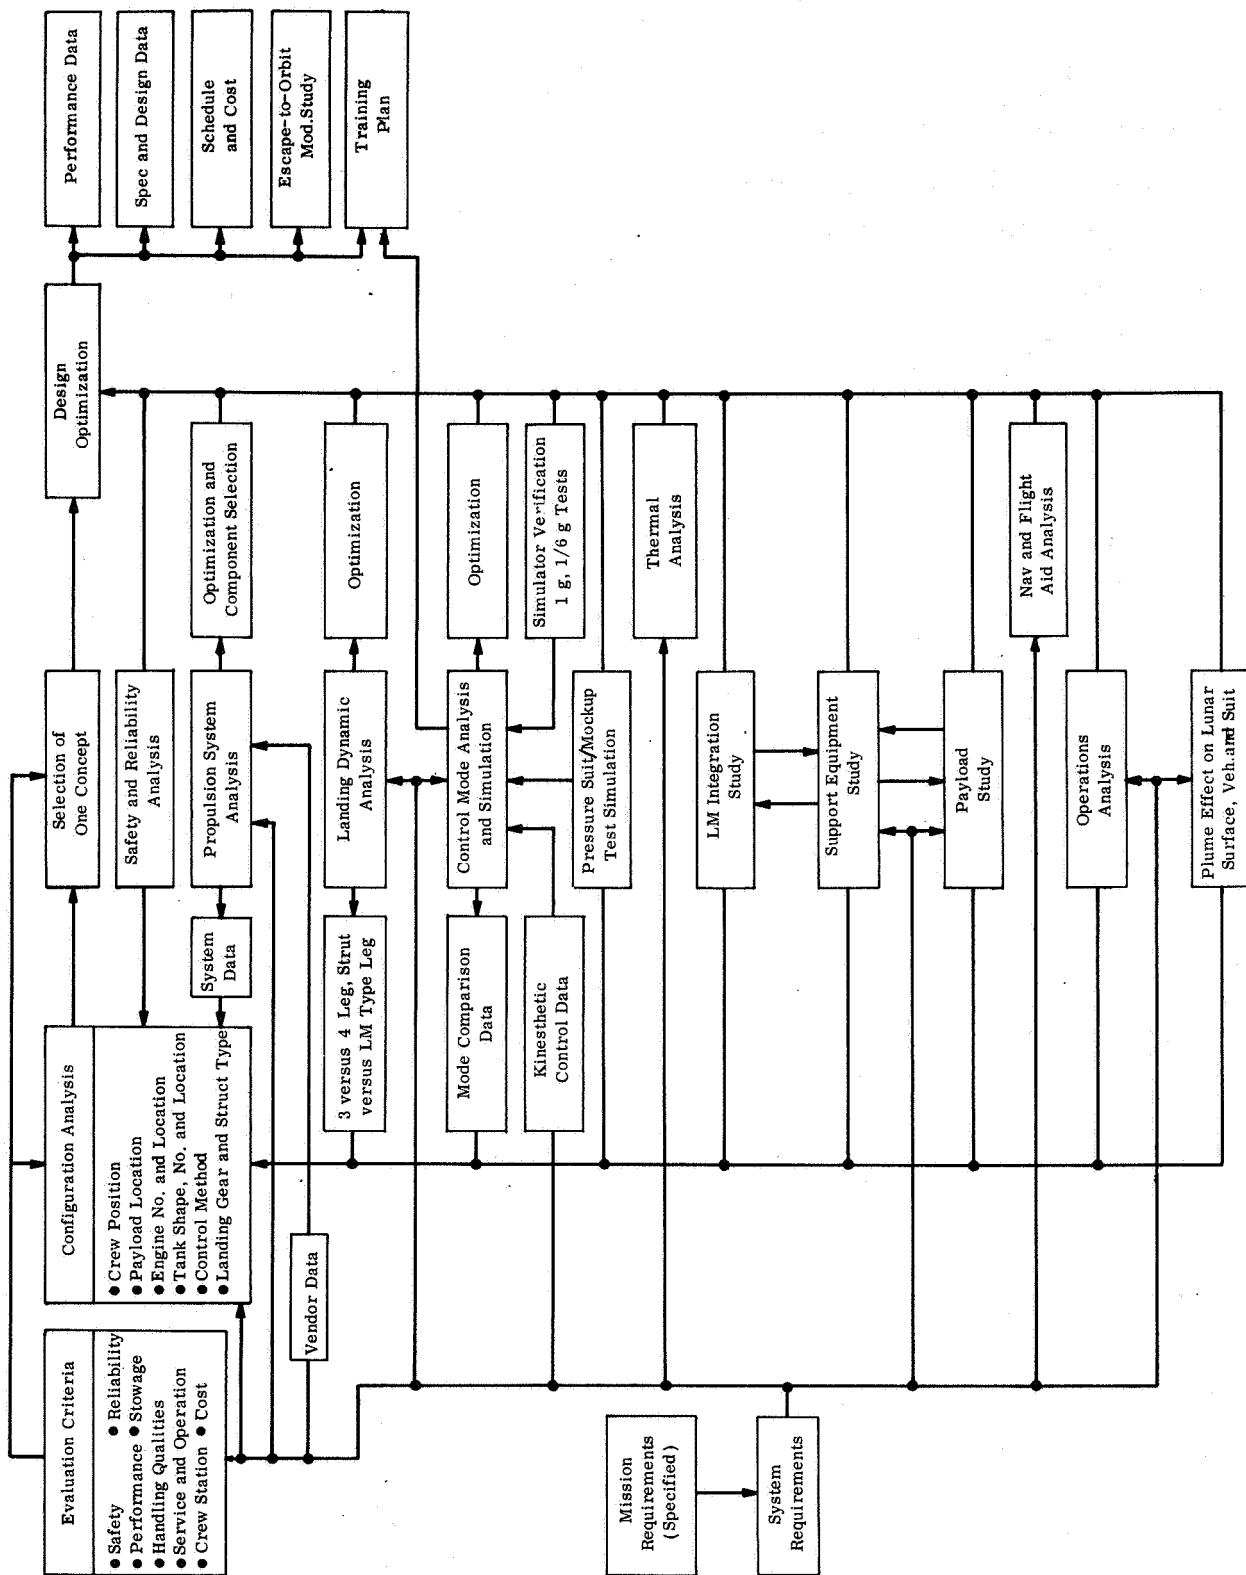 Evaluation Criteria
● Safety ● Reliability
● Performance ● Stowage
● Handling Qualities
● Service and Operation
● Crew Station ● Cost
Configuration Analysis
● Crew Position
● Payload Location
● Engine No. and Location
● Tank Shape, No. and Location
● Control Method
● Landing Gear and Struct Type
Selection of
One Concept
Design
Optimization
Performance Data
Spec and Design Data
Schedule
and Cost
Escape-to-Orbit
Mod.Study
Training
Plan
Safety and Reliability
Analysis
System
Data
Propulsion System
Analysis
Optimization and
Component Selection
Vendor Data
3 versus 4 Leg, Strut
versus LM Type Leg
Landing Dynamic
Analysis
Optimization
Mode Comparison
Data
Control Mode Analysis
and Simulation
Optimization
Kinesthetic
Control Data
Simulator Verification
1 g, 1/6 g Tests
Pressure Suit/Mockup
Test Simulation
Mission
Requirements
(Specified)
System
Requirements
Thermal
Analysis
LM Integration
Study
Support Equipment
Study
Payload
Study
Nav and Flight
Aid Analysis
Operations
Analysis
Plume Effect on Lunar
Surface, Veh.and Suit